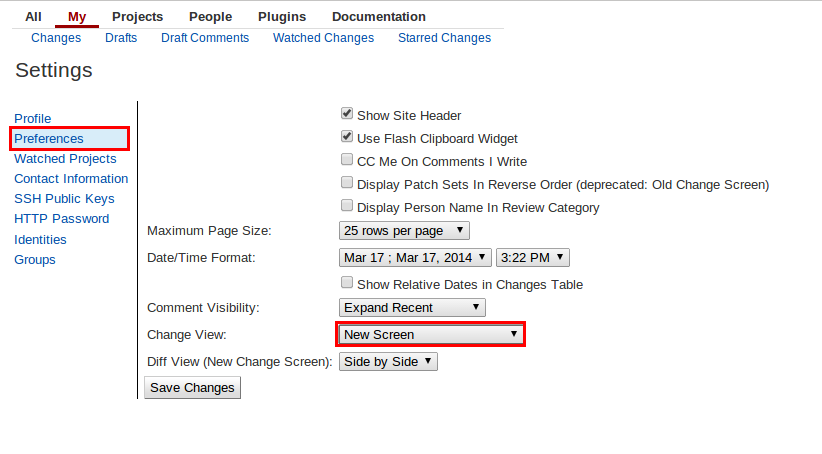 All My Projects People Plugins Documentation
Changes Drafts Draft Comments Watched Changes Starred Changes
Settings
Profile
Preferences
Watched Projects
Contact Information
SSH Public Keys
HTTP Password
Identities
Groups
Show Site Header
Use Flash Clipboard Widget
CC Me On Comments I Write
Display Patch Sets In Reverse Order (deprecated: Old Change Screen)
Display Person Name In Review Category
Maximum Page Size: 25 rows per page
Date/Time Format: Mar 17 ; Mar 17, 2014 3:22 PM
Show Relative Dates in Changes Table
Comment Visibility: Expand Recent
Change View: New Screen
Diff View (New Change Screen): Side by Side
Save Changes